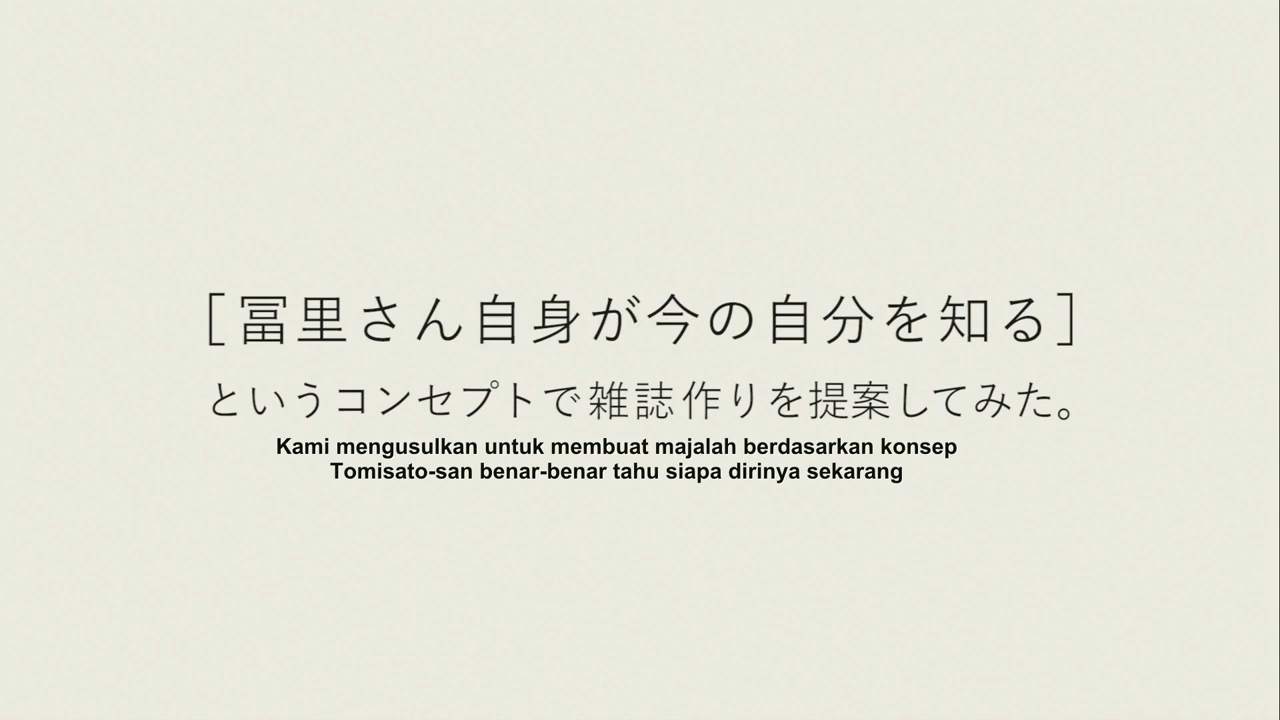 ［冨里さん自身が今の自分を知る］
というコンセプトで雑誌作りを提案してみた。
Kami mengusulkan untuk membuat majalah berdasarkan konsep
Tomisato-san benar-benar tahu siapa dirinya sekarang